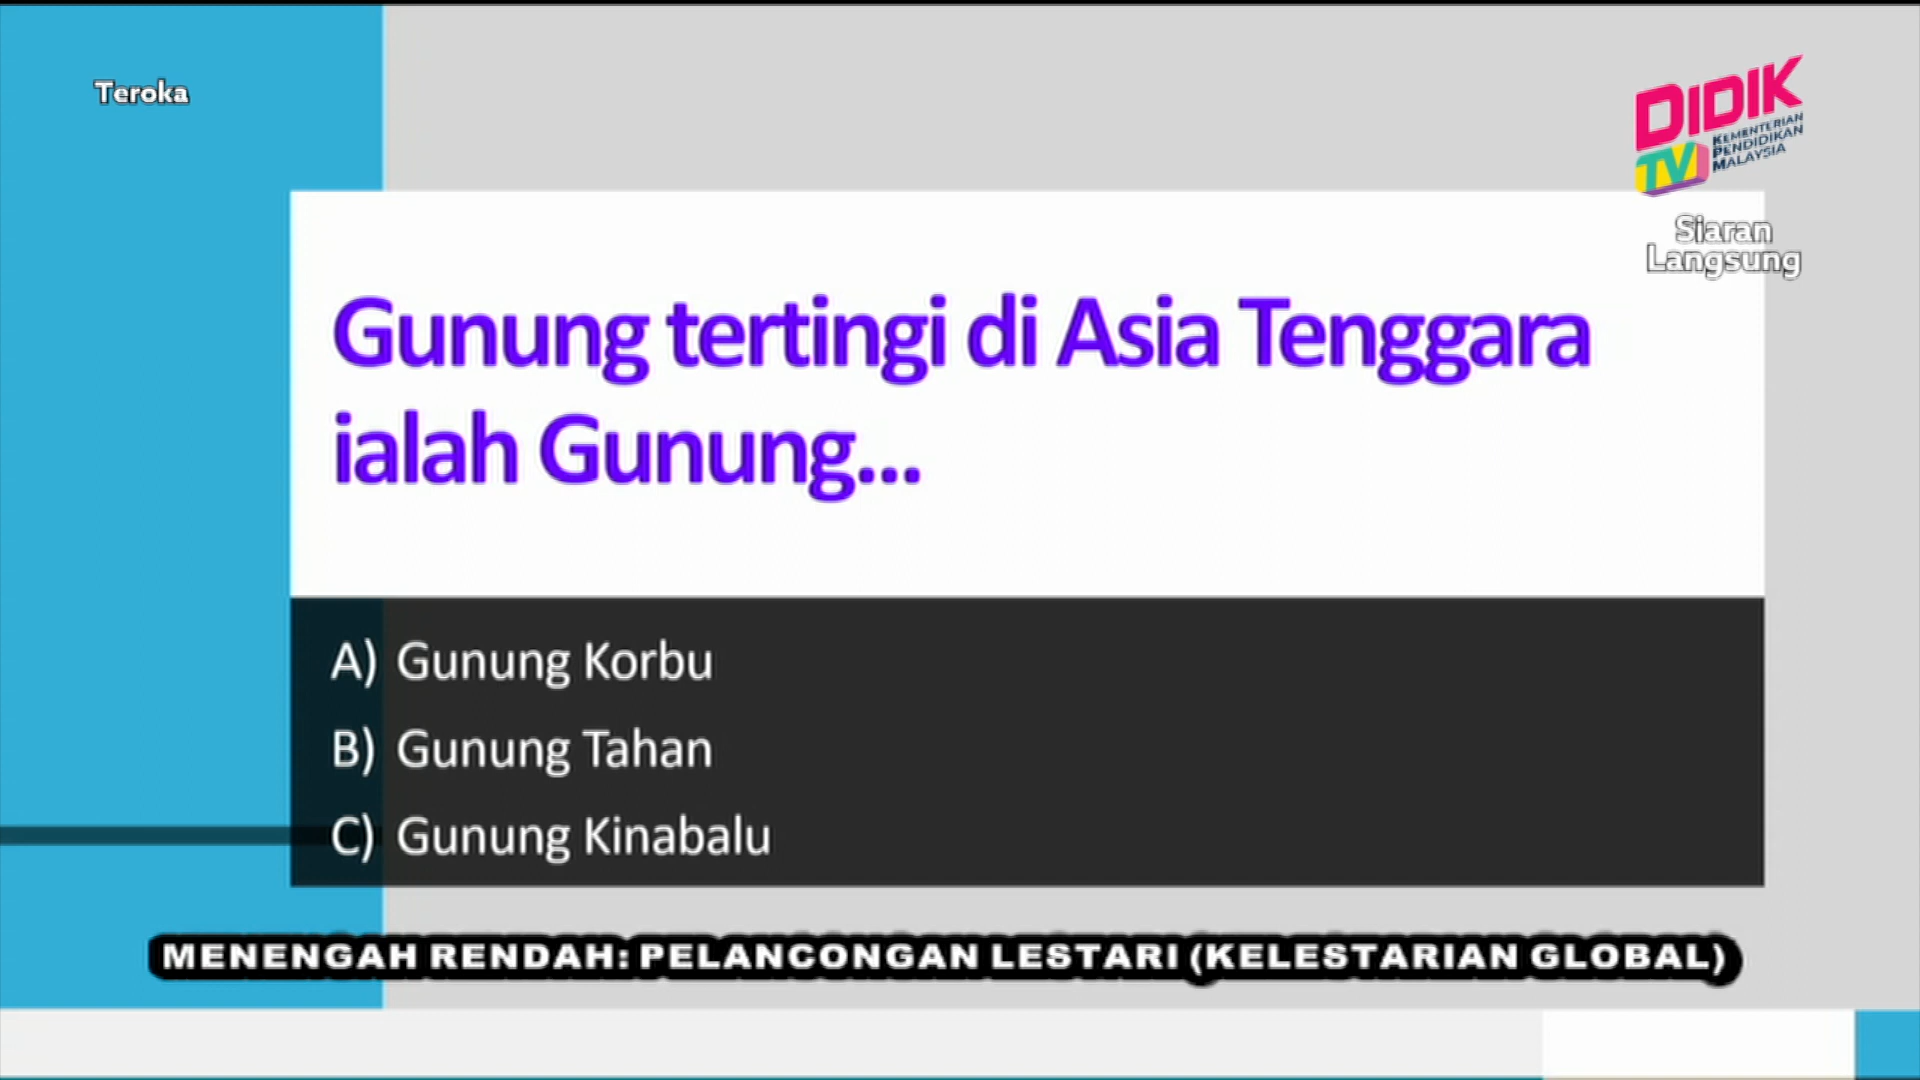 Teroka
DIDIK
TV
KEMENTERIAN
PENDIDIKAN
MALAYSIA
Siaran
Langsung
Gunung tertingi di Asia Tenggara
ialah Gunung...
A) Gunung Korbu
B) Gunung Tahan
C) Gunung Kinabalu
MENENGAH RENDAH: PELANCONGAN LESTARI (KELESTARIAN GLOBAL)